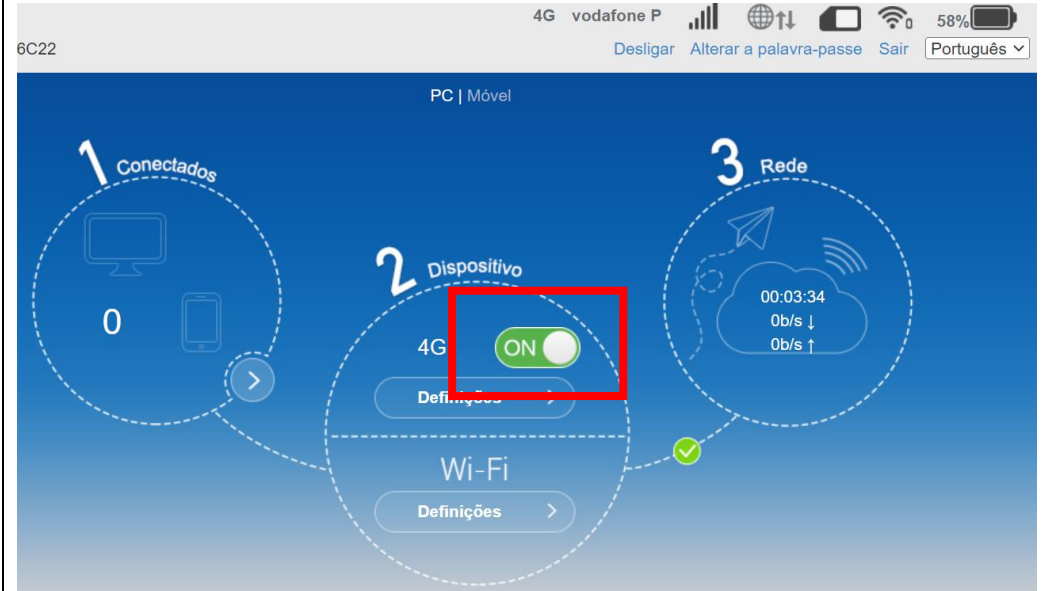 4G vodafone P 0 58%
6C22
Desligar Alterar a palavra-passe Sair Português
PC | Móvel
1 Conectados
0
2 Dispositivo
4G ON
Definições
Wi-Fi
Definições
3 Rede
00:03:34
0b/s ↓
0b/s ↑